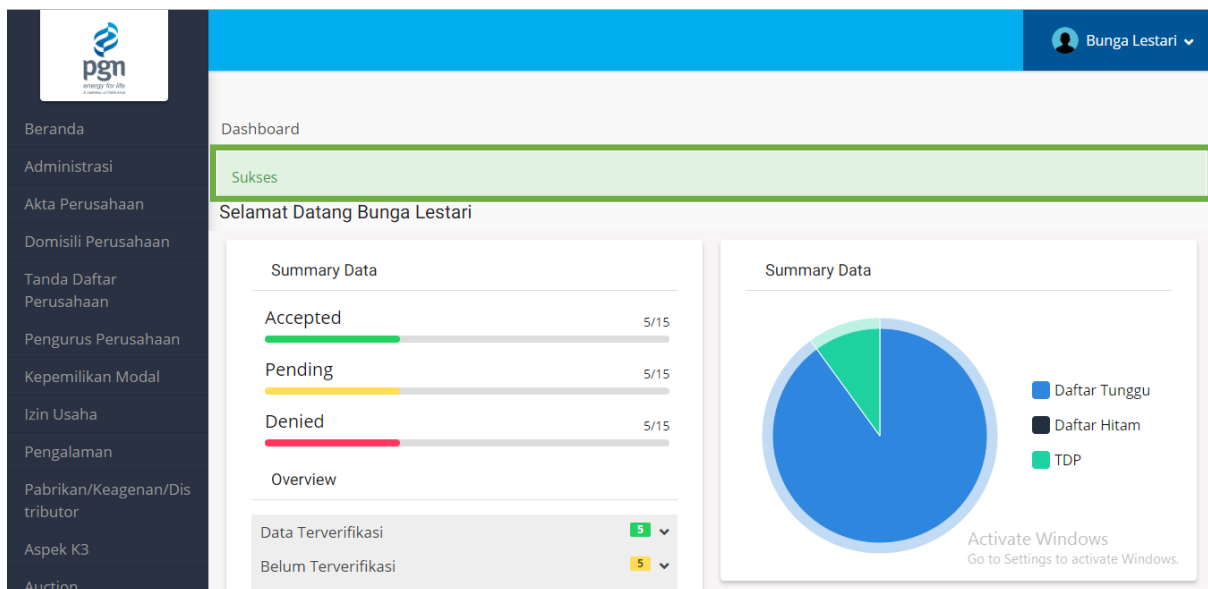 pgn
energy for life
Bunga Lestari
Beranda
Administrasi
Akta Perusahaan
Domisili Perusahaan
Tanda Daftar
Perusahaan
Pengurus Perusahaan
Kepemilikan Modal
Izin Usaha
Pengalaman
Pabrikan/Keagenan/Dis
tributor
Aspek K3
Auction
Dashboard
Sukses
Selamat Datang Bunga Lestari
Summary Data
Accepted 5/15
Pending 5/15
Denied 5/15
Overview
Data Terverifikasi 5
Belum Terverifikasi 5
Summary Data
Daftar Tunggu
Daftar Hitam
TDP
Activate Windows
Go to Settings to activate Windows.